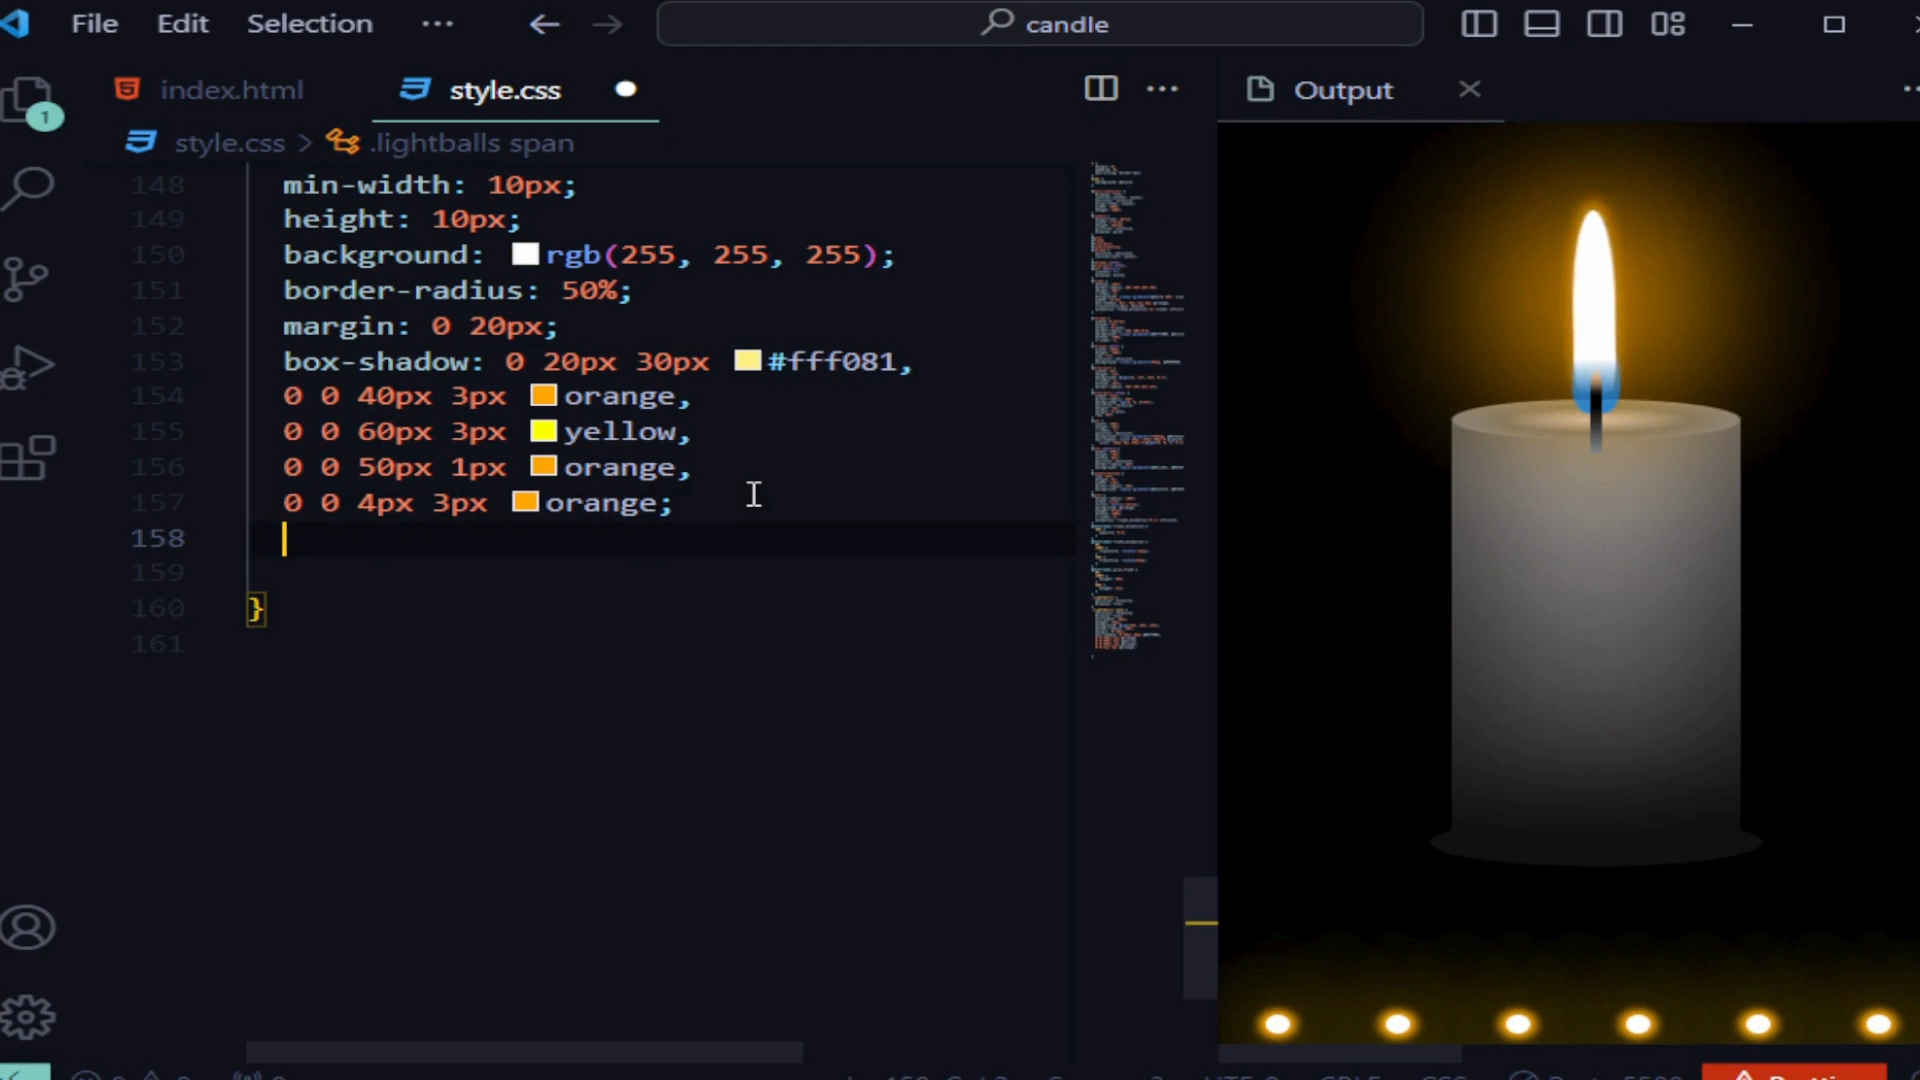 File Edit Selection ··· candle
index.html style.css Output
style.css > .lightballs span
148 min-width: 10px;
149 height: 10px;
150 background: rgb(255, 255, 255);
151 border-radius: 50%;
152 margin: 0 20px;
153 box-shadow: 0 20px 30px #fff081,
154 0 0 40px 3px orange,
155 0 0 60px 3px yellow,
156 0 0 50px 1px orange,
157 0 0 4px 3px orange;
158
159
160 }
161
1